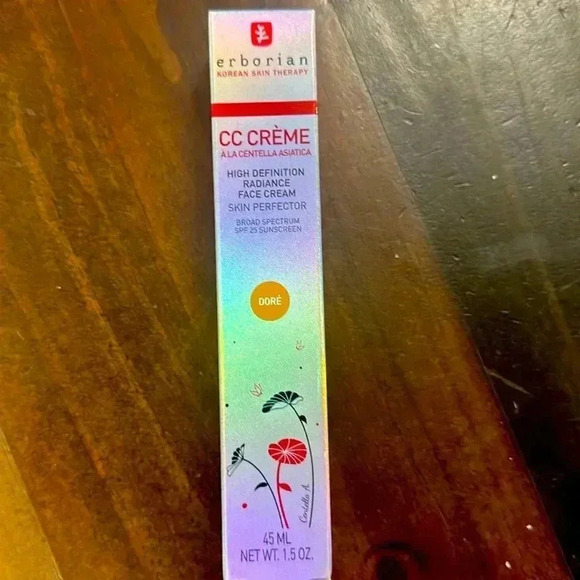 erborian
KOREAN SKIN THERAPY
CC CRÈME
À LA CENTELLA ASIATICA
HIGH DEFINITION
RADIANCE
FACE CREAM
SKIN PERFECTOR
BROAD SPECTRUM
SPF 25 SUNSCREEN
DORÉ
Centella A.
45 ML
NET WT. 1.5 OZ.